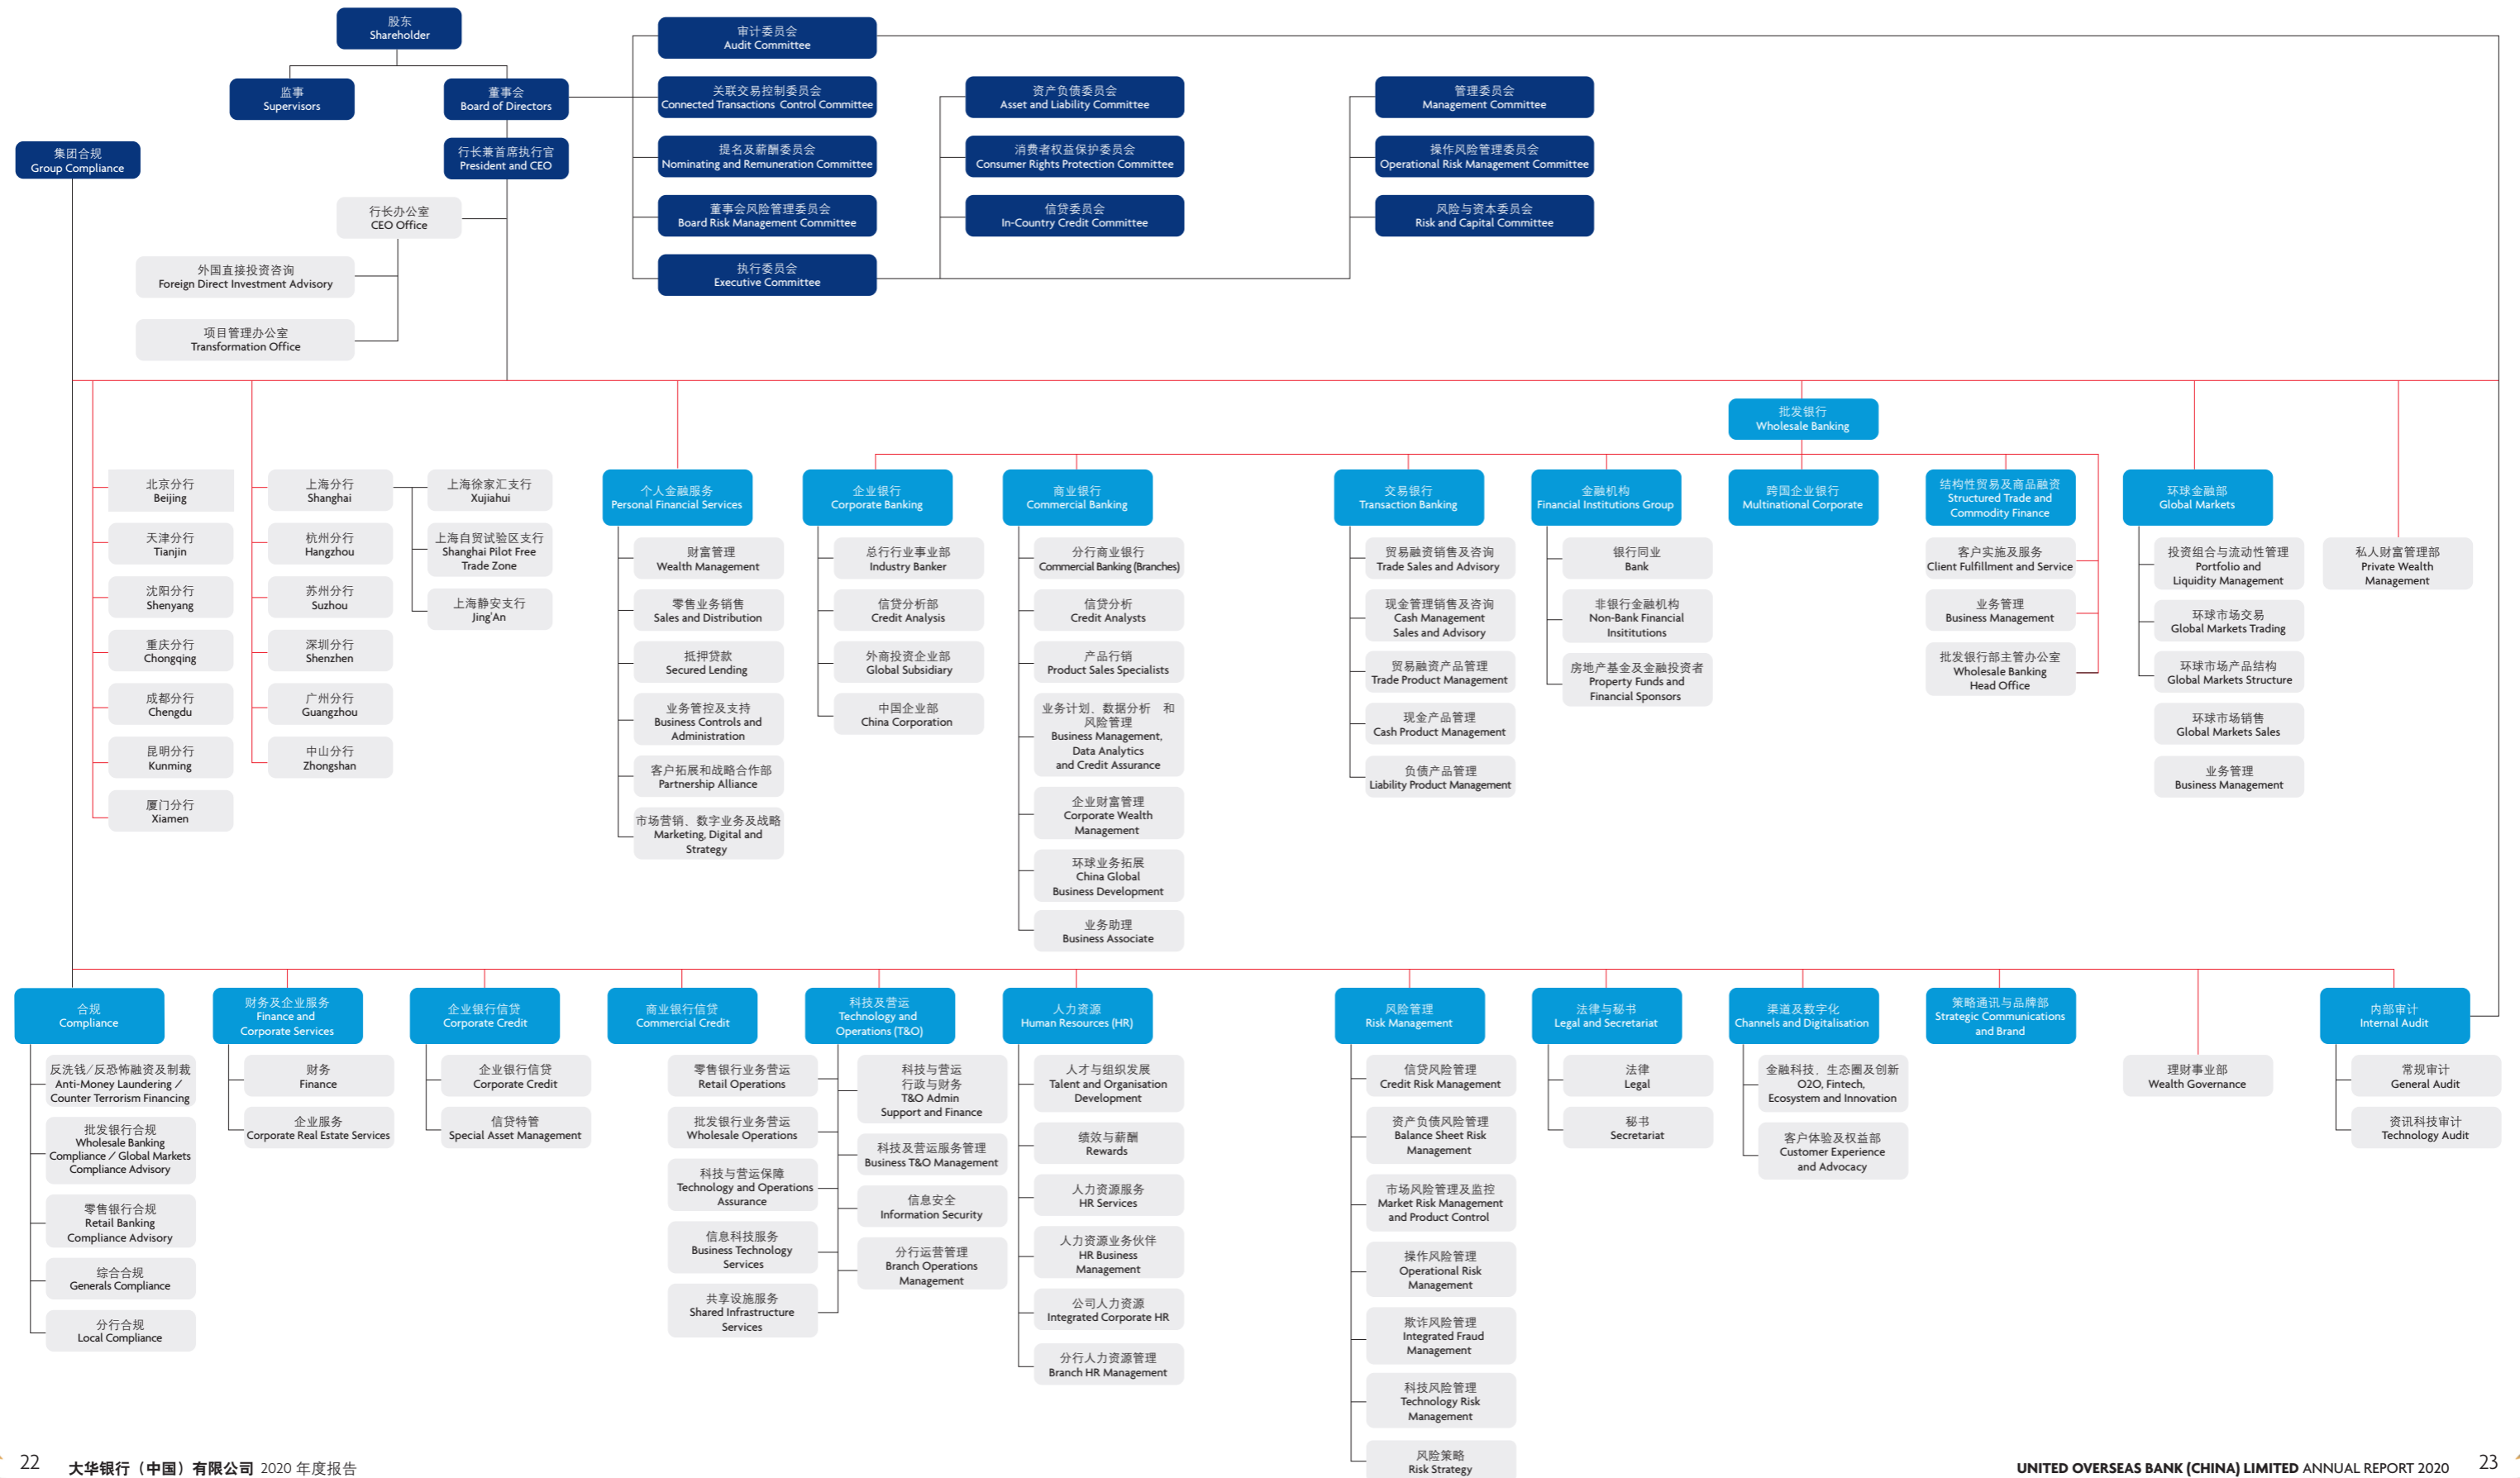 股东
Shareholder
监事
Supervisors
董事会
Board of Directors
集团合规
Group Compliance
行长兼首席执行官
President and CEO
行长办公室
CEO Office
外国直接投资咨询
Foreign Direct Investment Advisory
项目管理办公室
Transformation Office
审计委员会
Audit Committee
关联交易控制委员会
Connected Transactions Control Committee
提名及薪酬委员会
Nominating and Remuneration Committee
董事会风险管理委员会
Board Risk Management Committee
执行委员会
Executive Committee
资产负债委员会
Asset and Liability Committee
消费者权益保护委员会
Consumer Rights Protection Committee
信贷委员会
In-Country Credit Committee
管理委员会
Management Committee
操作风险管理委员会
Operational Risk Management Committee
风险与资本委员会
Risk and Capital Committee
北京分行
Beijing
天津分行
Tianjin
沈阳分行
Shenyang
重庆分行
Chongqing
成都分行
Chengdu
昆明分行
Kunming
厦门分行
Xiamen
上海分行
Shanghai
杭州分行
Hangzhou
苏州分行
Suzhou
深圳分行
Shenzhen
广州分行
Guangzhou
中山分行
Zhongshan
上海徐家汇支行
Xujiahui
上海自贸试验区支行
Shanghai Pilot Free
Trade Zone
上海静安支行
Jing'An
个人金融服务
Personal Financial Services
财富管理
Wealth Management
零售业务销售
Sales and Distribution
抵押贷款
Secured Lending
业务管控及支持
Business Controls and
Administration
客户拓展和战略合作部
Partnership Alliance
市场营销、数字业务及战略
Marketing, Digital and
Strategy
批发银行
Wholesale Banking
企业银行
Corporate Banking
总行行业事业部
Industry Banker
信贷分析部
Credit Analysis
外商投资企业部
Global Subsidiary
中国企业部
China Corporation
商业银行
Commercial Banking
分行商业银行
Commercial Banking (Branches)
信贷分析
Credit Analysts
产品行销
Product Sales Specialists
业务计划、数据分析 和
风险管理
Business Management,
Data Analytics
and Credit Assurance
企业财富管理
Corporate Wealth
Management
环球业务拓展
China Global
Business Development
业务助理
Business Associate
交易银行
Transaction Banking
贸易融资销售及咨询
Trade Sales and Advisory
现金管理销售及咨询
Cash Management
Sales and Advisory
贸易融资产品管理
Trade Product Management
现金产品管理
Cash Product Management
负债产品管理
Liability Product Management
金融机构
Financial Institutions Group
银行同业
Bank
非银行金融机构
Non-Bank Financial
Insititutions
房地产基金及金融投资者
Property Funds and
Financial Sponsors
跨国企业银行
Multinational Corporate
结构性贸易及商品融资
Structured Trade and
Commodity Finance
客户实施及服务
Client Fulfillment and Service
业务管理
Business Management
批发银行部主管办公室
Wholesale Banking
Head Office
环球金融部
Global Markets
投资组合与流动性管理
Portfolio and
Liquidity Management
环球市场交易
Global Markets Trading
环球市场产品结构
Global Markets Structure
环球市场销售
Global Markets Sales
业务管理
Business Management
私人财富管理部
Private Wealth
Management
合规
Compliance
反洗钱/反恐怖融资及制裁
Anti-Money Laundering /
Counter Terrorism Financing
批发银行合规
Wholesale Banking
Compliance / Global Markets
Compliance Advisory
零售银行合规
Retail Banking
Compliance Advisory
综合合规
Generals Compliance
分行合规
Local Compliance
财务及企业服务
Finance and
Corporate Services
财务
Finance
企业服务
Corporate Real Estate Services
企业银行信贷
Corporate Credit
企业银行信贷
Corporate Credit
信贷特管
Special Asset Management
商业银行信贷
Commercial Credit
科技及营运
Technology and
Operations (T&O)
零售银行业务营运
Retail Operations
批发银行业务营运
Wholesale Operations
科技与营运保障
Technology and Operations
Assurance
信息科技服务
Business Technology
Services
共享设施服务
Shared Infrastructure
Services
科技与营运
行政与财务
T&O Admin
Support and Finance
科技及营运服务管理
Business T&O Management
信息安全
Information Security
分行运营管理
Branch Operations
Management
人力资源
Human Resources (HR)
人才与组织发展
Talent and Organisation
Development
绩效与薪酬
Rewards
人力资源服务
HR Services
人力资源业务伙伴
HR Business
Management
公司人力资源
Integrated Corporate HR
分行人力资源管理
Branch HR Management
风险管理
Risk Management
信贷风险管理
Credit Risk Management
资产负债风险管理
Balance Sheet Risk
Management
市场风险管理及监控
Market Risk Management
and Product Control
操作风险管理
Operational Risk
Management
欺诈风险管理
Integrated Fraud
Management
科技风险管理
Technology Risk
Management
风险策略
Risk Strategy
法律与秘书
Legal and Secretariat
法律
Legal
秘书
Secretariat
渠道及数字化
Channels and Digitalisation
金融科技、生态圈及创新
O2O, Fintech,
Ecosystem and Innovation
客户体验及权益部
Customer Experience
and Advocacy
策略通讯与品牌部
Strategic Communications
and Brand
理财事业部
Wealth Governance
内部审计
Internal Audit
常规审计
General Audit
资讯科技审计
Technology Audit
22 大华银行（中国）有限公司 2020 年度报告
UNITED OVERSEAS BANK (CHINA) LIMITED ANNUAL REPORT 2020 23